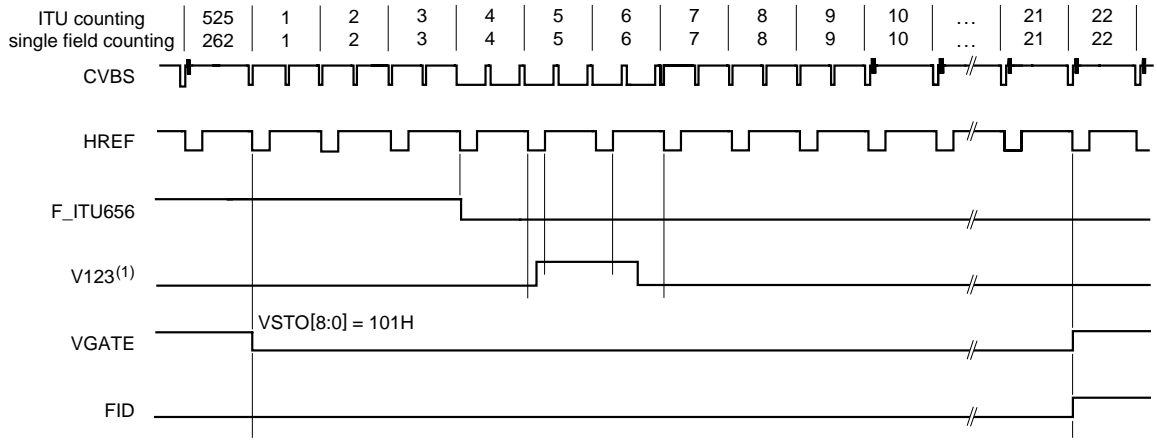 ITU counting 525 1 2 3 4 5 6 7 8 9 10 ... 21 22
single field counting 262 1 2 3 4 5 6 7 8 9 10 ... 21 22
CVBS
HREF
F_ITU656
V123(1)
VSTO[8:0] = 101H
VGATE
FID